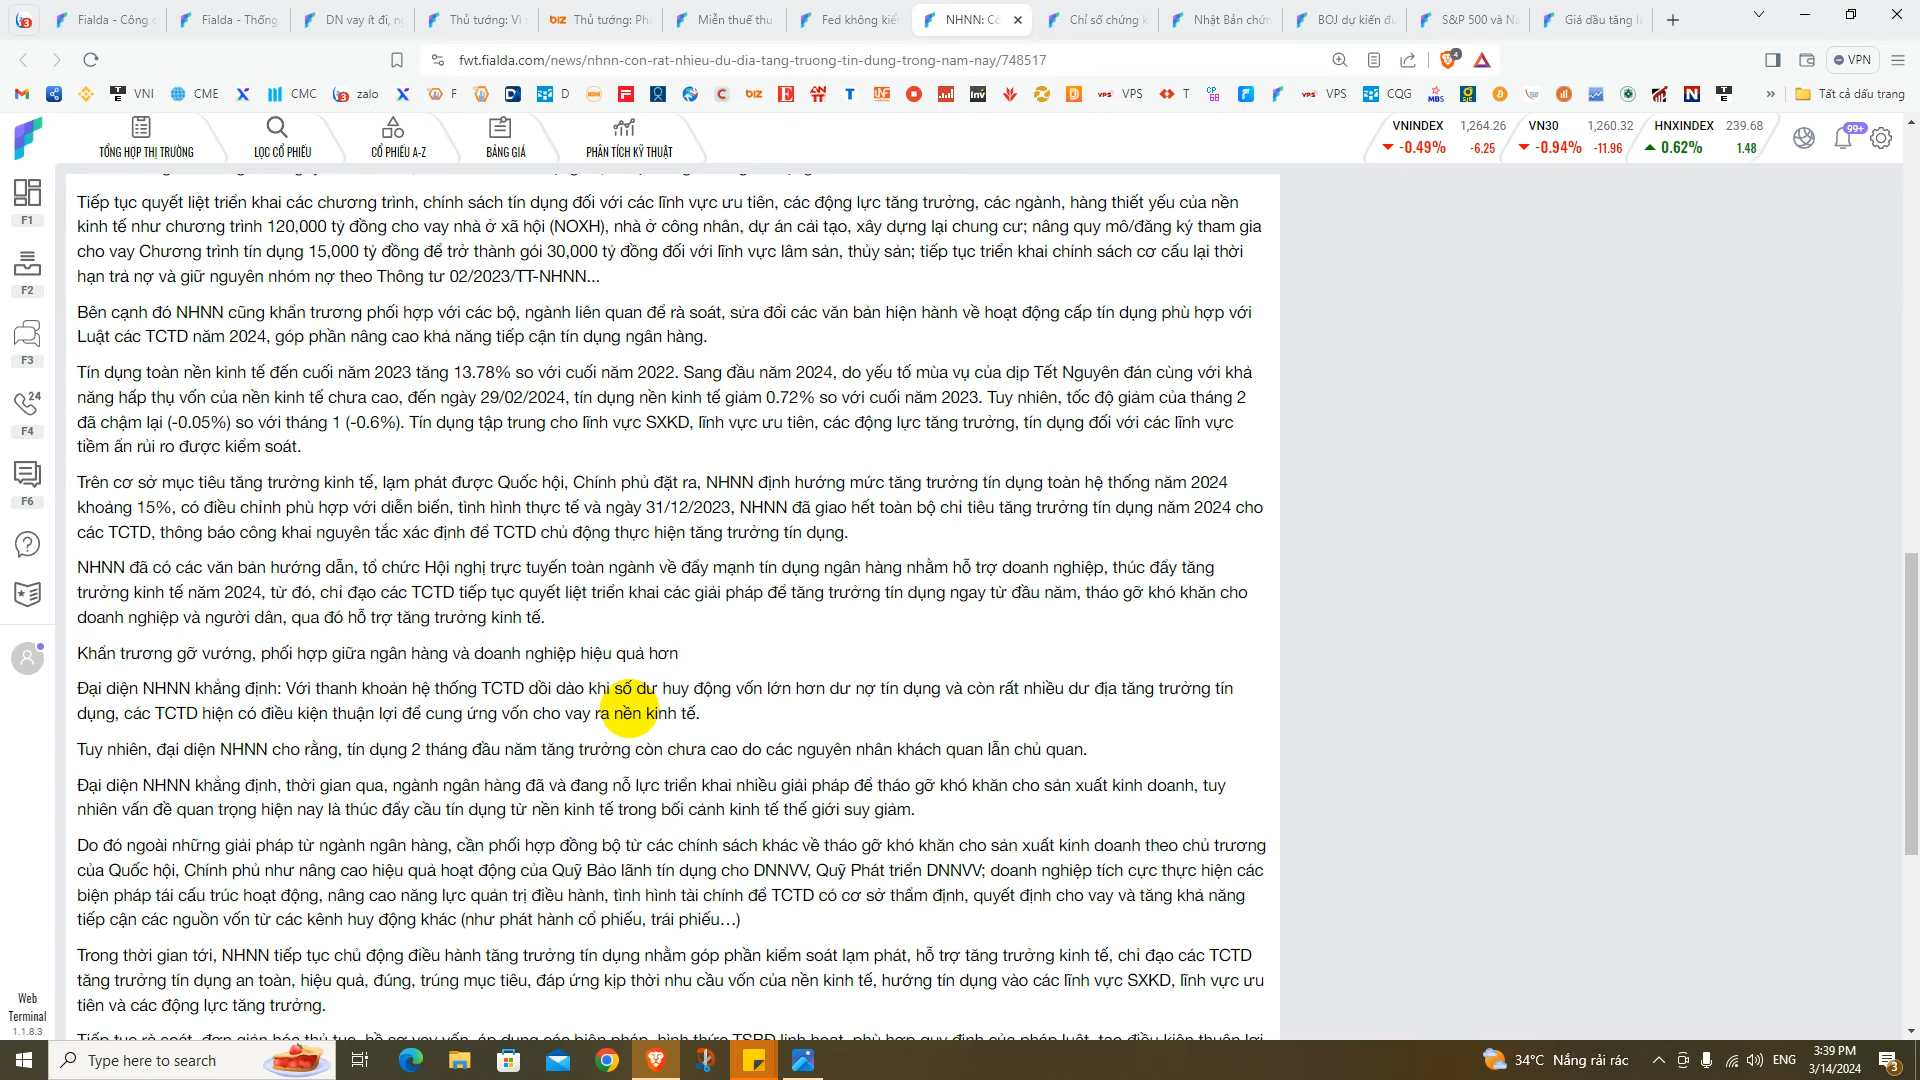 Fialda - Công c
Fialda - Thống
DN vay ít đi, n
Thủ tướng: Vì s
Thủ tướng: Ph
Miễn thuế thu
Fed không kiê
NHNN: Cò
Chỉ số chứng k
Nhật Bản chứn
BOJ dự kiến đ
S&P 500 và Na
Giá dầu tăng l
fwt.fialda.com/news/nhnn-con-rat-nhieu-du-dia-tang-truong-tin-dung-trong-nam-nay/748517
VPN
VNI
CME
CMC
zalo
F
D
VPS
T
VPS
CQG
Tất cả dấu trang
TỔNG HỢP THỊ TRƯỜNG
LỌC CỔ PHIẾU
CỔ PHIẾU A-Z
BẢNG GIÁ
PHÂN TÍCH KỸ THUẬT
VNINDEX 1,264.26
-0.49% -6.25
VN30 1,260.32
-0.94% -11.96
HNXINDEX 239.68
0.62% 1.48
99+
F1
F2
F3
24
F4
F6
Tiếp tục quyết liệt triển khai các chương trình, chính sách tín dụng đối với các lĩnh vực ưu tiên, các động lực tăng trưởng, các ngành, hàng thiết yếu của nền
kinh tế như chương trình 120,000 tỷ đồng cho vay nhà ở xã hội (NOXH), nhà ở công nhân, dự án cải tạo, xây dựng lại chung cư; nâng quy mô/đăng ký tham gia
cho vay Chương trình tín dụng 15,000 tỷ đồng để trở thành gói 30,000 tỷ đồng đối với lĩnh vực lâm sản, thủy sản; tiếp tục triển khai chính sách cơ cấu lại thời
hạn trả nợ và giữ nguyên nhóm nợ theo Thông tư 02/2023/TT-NHNN...
Bên cạnh đó NHNN cũng khẩn trương phối hợp với các bộ, ngành liên quan để rà soát, sửa đổi các văn bản hiện hành về hoạt động cấp tín dụng phù hợp với
Luật các TCTD năm 2024, góp phần nâng cao khả năng tiếp cận tín dụng ngân hàng.
Tín dụng toàn nền kinh tế đến cuối năm 2023 tăng 13.78% so với cuối năm 2022. Sang đầu năm 2024, do yếu tố mùa vụ của dịp Tết Nguyên đán cùng với khả
năng hấp thụ vốn của nền kinh tế chưa cao, đến ngày 29/02/2024, tín dụng nền kinh tế giảm 0.72% so với cuối năm 2023. Tuy nhiên, tốc độ giảm của tháng 2
đã chậm lại (-0.05%) so với tháng 1 (-0.6%). Tín dụng tập trung cho lĩnh vực SXKD, lĩnh vực ưu tiên, các động lực tăng trưởng, tín dụng đối với các lĩnh vực
tiềm ẩn rủi ro được kiểm soát.
Trên cơ sở mục tiêu tăng trưởng kinh tế, lạm phát được Quốc hội, Chính phủ đặt ra, NHNN định hướng mức tăng trưởng tín dụng toàn hệ thống năm 2024
khoảng 15%, có điều chỉnh phù hợp với diễn biến, tình hình thực tế và ngày 31/12/2023, NHNN đã giao hết toàn bộ chỉ tiêu tăng trưởng tín dụng năm 2024 cho
các TCTD, thông báo công khai nguyên tắc xác định để TCTD chủ động thực hiện tăng trưởng tín dụng.
NHNN đã có các văn bản hướng dẫn, tổ chức Hội nghị trực tuyến toàn ngành về đẩy mạnh tín dụng ngân hàng nhằm hỗ trợ doanh nghiệp, thúc đẩy tăng
trưởng kinh tế năm 2024, từ đó, chỉ đạo các TCTD tiếp tục quyết liệt triển khai các giải pháp để tăng trưởng tín dụng ngay từ đầu năm, tháo gỡ khó khăn cho
doanh nghiệp và người dân, qua đó hỗ trợ tăng trưởng kinh tế.
Khẩn trương gỡ vướng, phối hợp giữa ngân hàng và doanh nghiệp hiệu quả hơn
Đại diện NHNN khẳng định: Với thanh khoản hệ thống TCTD dồi dào khi số dư huy động vốn lớn hơn dư nợ tín dụng và còn rất nhiều dư địa tăng trưởng tín
dụng, các TCTD hiện có điều kiện thuận lợi để cung ứng vốn cho vay ra nền kinh tế.
Tuy nhiên, đại diện NHNN cho rằng, tín dụng 2 tháng đầu năm tăng trưởng còn chưa cao do các nguyên nhân khách quan lẫn chủ quan.
Đại diện NHNN khẳng định, thời gian qua, ngành ngân hàng đã và đang nỗ lực triển khai nhiều giải pháp để tháo gỡ khó khăn cho sản xuất kinh doanh, tuy
nhiên vấn đề quan trọng hiện nay là thúc đẩy cầu tín dụng từ nền kinh tế trong bối cảnh kinh tế thế giới suy giảm.
Do đó ngoài những giải pháp từ ngành ngân hàng, cần phối hợp đồng bộ từ các chính sách khác về tháo gỡ khó khăn cho sản xuất kinh doanh theo chủ trương
của Quốc hội, Chính phủ như nâng cao hiệu quả hoạt động của Quỹ Bảo lãnh tín dụng cho DNNVV, Quỹ Phát triển DNNVV; doanh nghiệp tích cực thực hiện các
biện pháp tái cấu trúc hoạt động, nâng cao năng lực quản trị điều hành, tình hình tài chính để TCTD có cơ sở thẩm định, quyết định cho vay và tăng khả năng
tiếp cận các nguồn vốn từ các kênh huy động khác (như phát hành cổ phiếu, trái phiếu...)
Trong thời gian tới, NHNN tiếp tục chủ động điều hành tăng trưởng tín dụng nhằm góp phần kiểm soát lạm phát, hỗ trợ tăng trưởng kinh tế, chỉ đạo các TCTD
tăng trưởng tín dụng an toàn, hiệu quả, đúng, trúng mục tiêu, đáp ứng kịp thời nhu cầu vốn của nền kinh tế, hướng tín dụng vào các lĩnh vực SXKD, lĩnh vực ưu
tiên và các động lực tăng trưởng.
Tiếp tục rà soát, đơn giản hóa thủ tục, hồ sơ vay vốn, áp dụng các biện pháp, hình thức TSBĐ linh hoạt, phù hợp quy định của pháp luật, tạo điều kiện thuận lợi
Web
Terminal
1.1.8.3
Type here to search
34°C Nắng rải rác
ENG
3:39 PM
3/14/2024
3